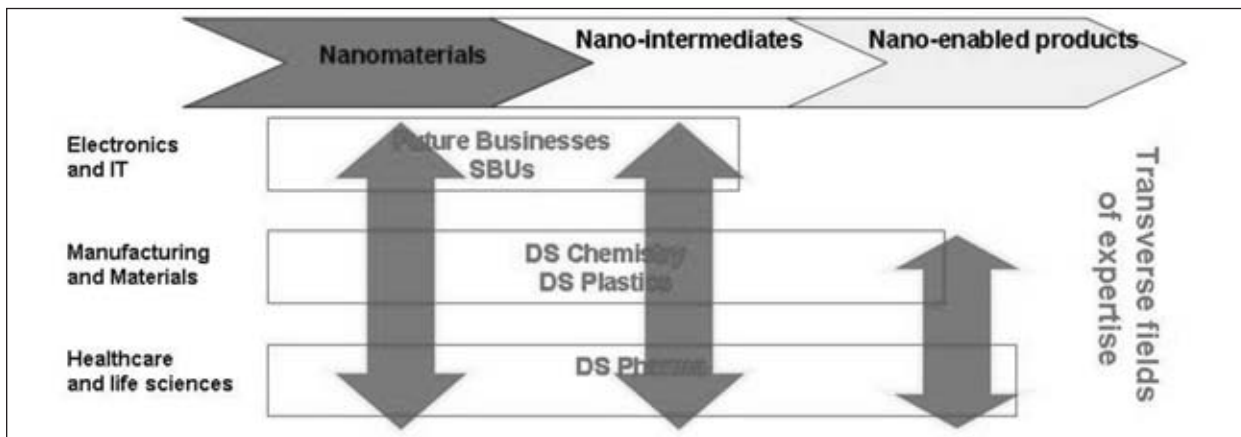 Nanomaterials
Nano-intermediates
Nano-enabled products
Electronics
and IT
Future Businesses
SBUs
Manufacturing
and Materials
DS Chemistry
DS Plastics
Healthcare
and life sciences
DS Pharma
Transverse fields
of expertise